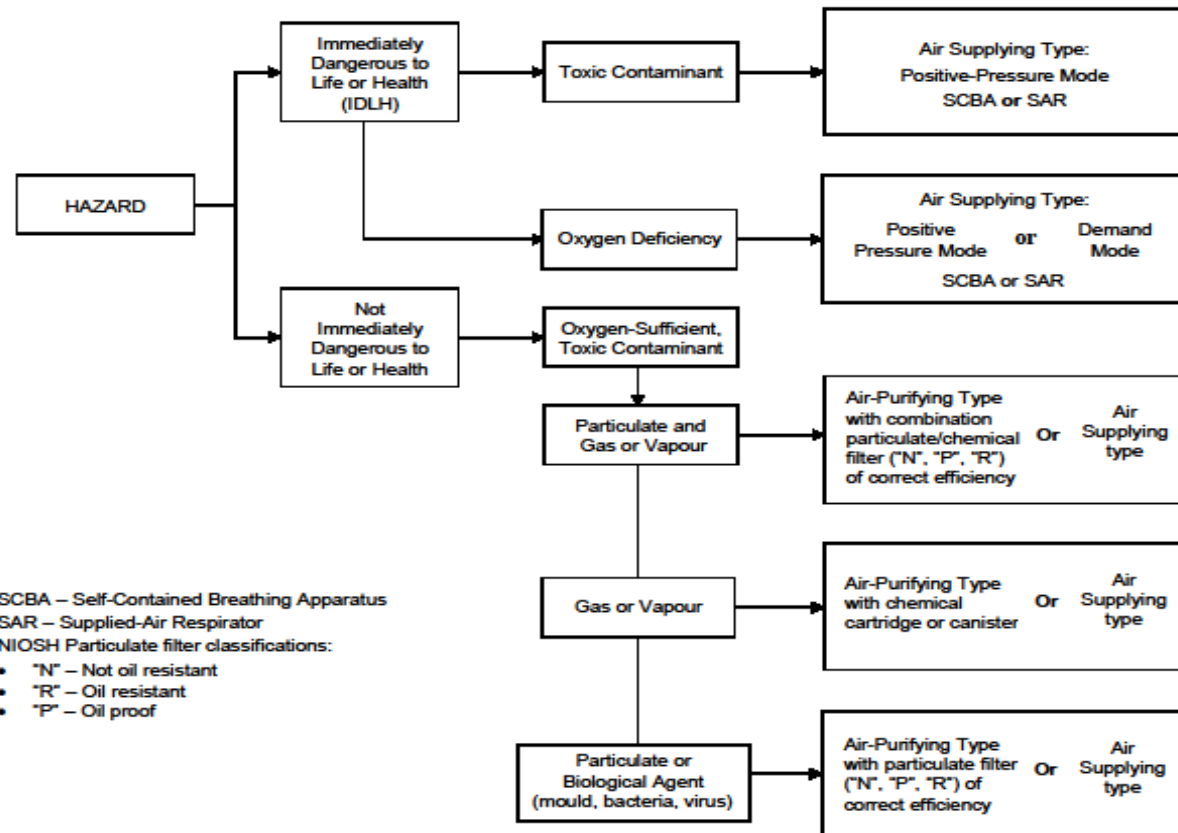 Immediately
Dangerous to
Life or Health
(IDLH)
Toxic Contaminant
Air Supplying Type:
Positive-Pressure Mode
SCBA or SAR
HAZARD
Oxygen Deficiency
Air Supplying Type:
Positive
Pressure Mode
or
Demand
Mode
SCBA or SAR
Not
Immediately
Dangerous to
Life or Health
Oxygen-Sufficient,
Toxic Contaminant
Particulate and
Gas or Vapour
Air-Purifying Type
with combination
particulate/chemical
filter ("N", "P", "R")
of correct efficiency
Or
Air
Supplying
type
Gas or Vapour
Air-Purifying Type
with chemical
cartridge or canister
Or
Air
Supplying
type
SCBA – Self-Contained Breathing Apparatus
SAR – Supplied-Air Respirator
NIOSH Particulate filter classifications:
• "N" – Not oil resistant
• "R" – Oil resistant
• "P" – Oil proof
Particulate or
Biological Agent
(mould, bacteria, virus)
Air-Purifying Type
with particulate filter
("N", "P", "R") of
correct efficiency
Or
Air
Supplying
type